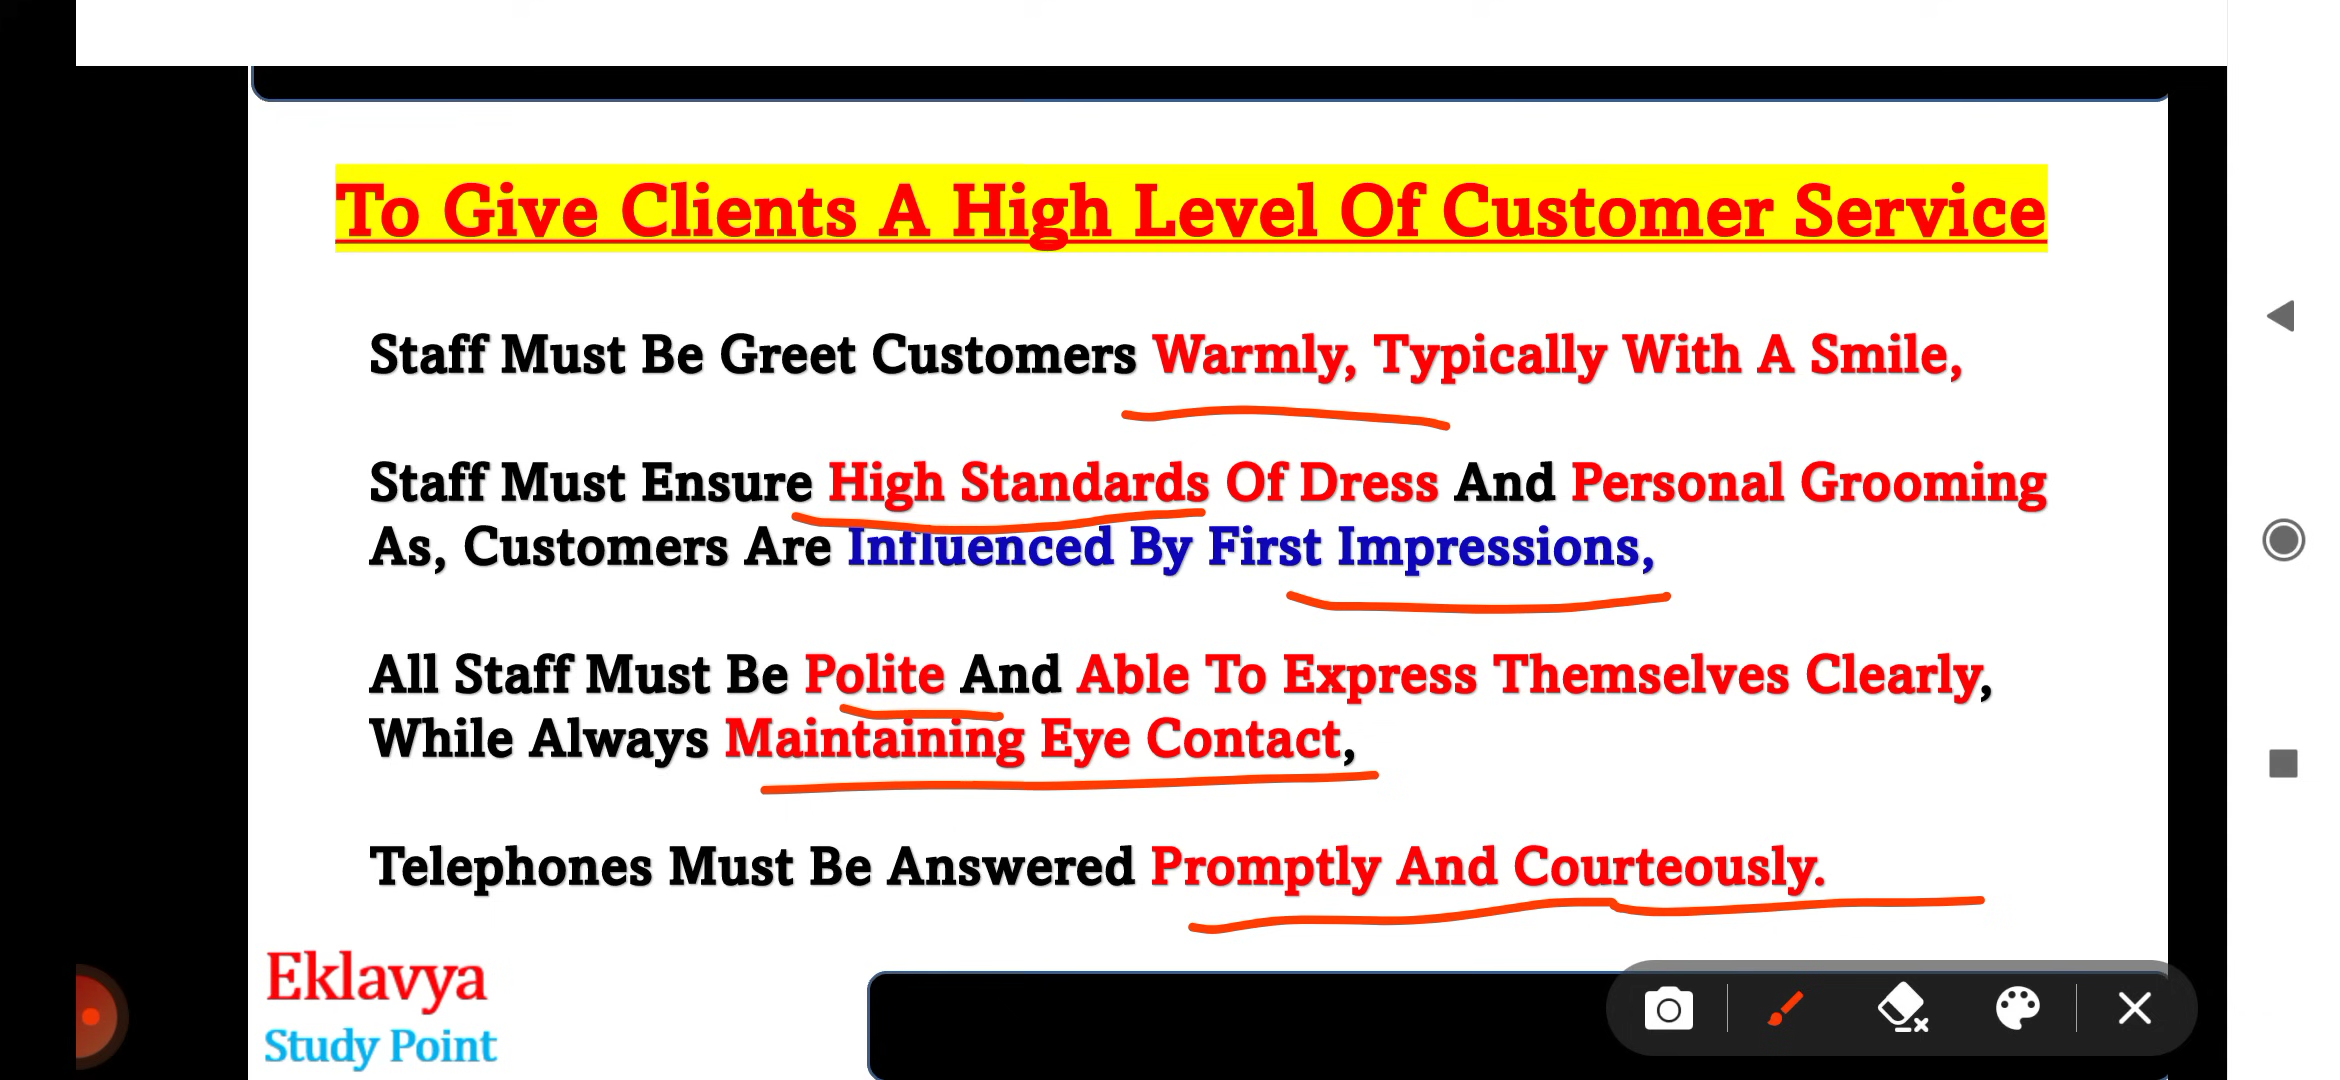 To Give Clients A High Level Of Customer Service
Staff Must Be Greet Customers Warmly, Typically With A Smile,
Staff Must Ensure High Standards Of Dress And Personal Grooming
As, Customers Are Influenced By First Impressions,
All Staff Must Be Polite And Able To Express Themselves Clearly,
While Always Maintaining Eye Contact,
Telephones Must Be Answered Promptly And Courteously.
Eklavya
Study Point